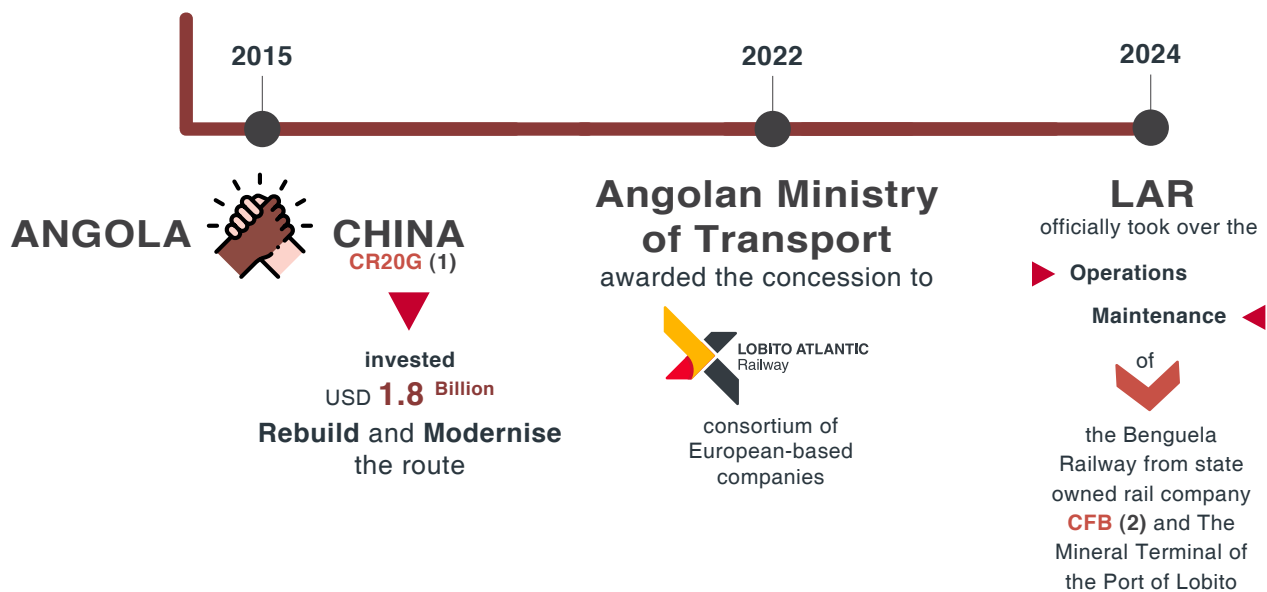 2015
2022
2024
ANGOLA
CHINA
CR20G (1)
invested
USD 1.8 Billion
Rebuild and Modernise
the route
Angolan Ministry
of Transport
awarded the concession to
LOBITO ATLANTIC
Railway
consortium of
European-based
companies
LAR
officially took over the
Operations
Maintenance
of
the Benguela
Railway from state
owned rail company
CFB (2) and The
Mineral Terminal of
the Port of Lobito